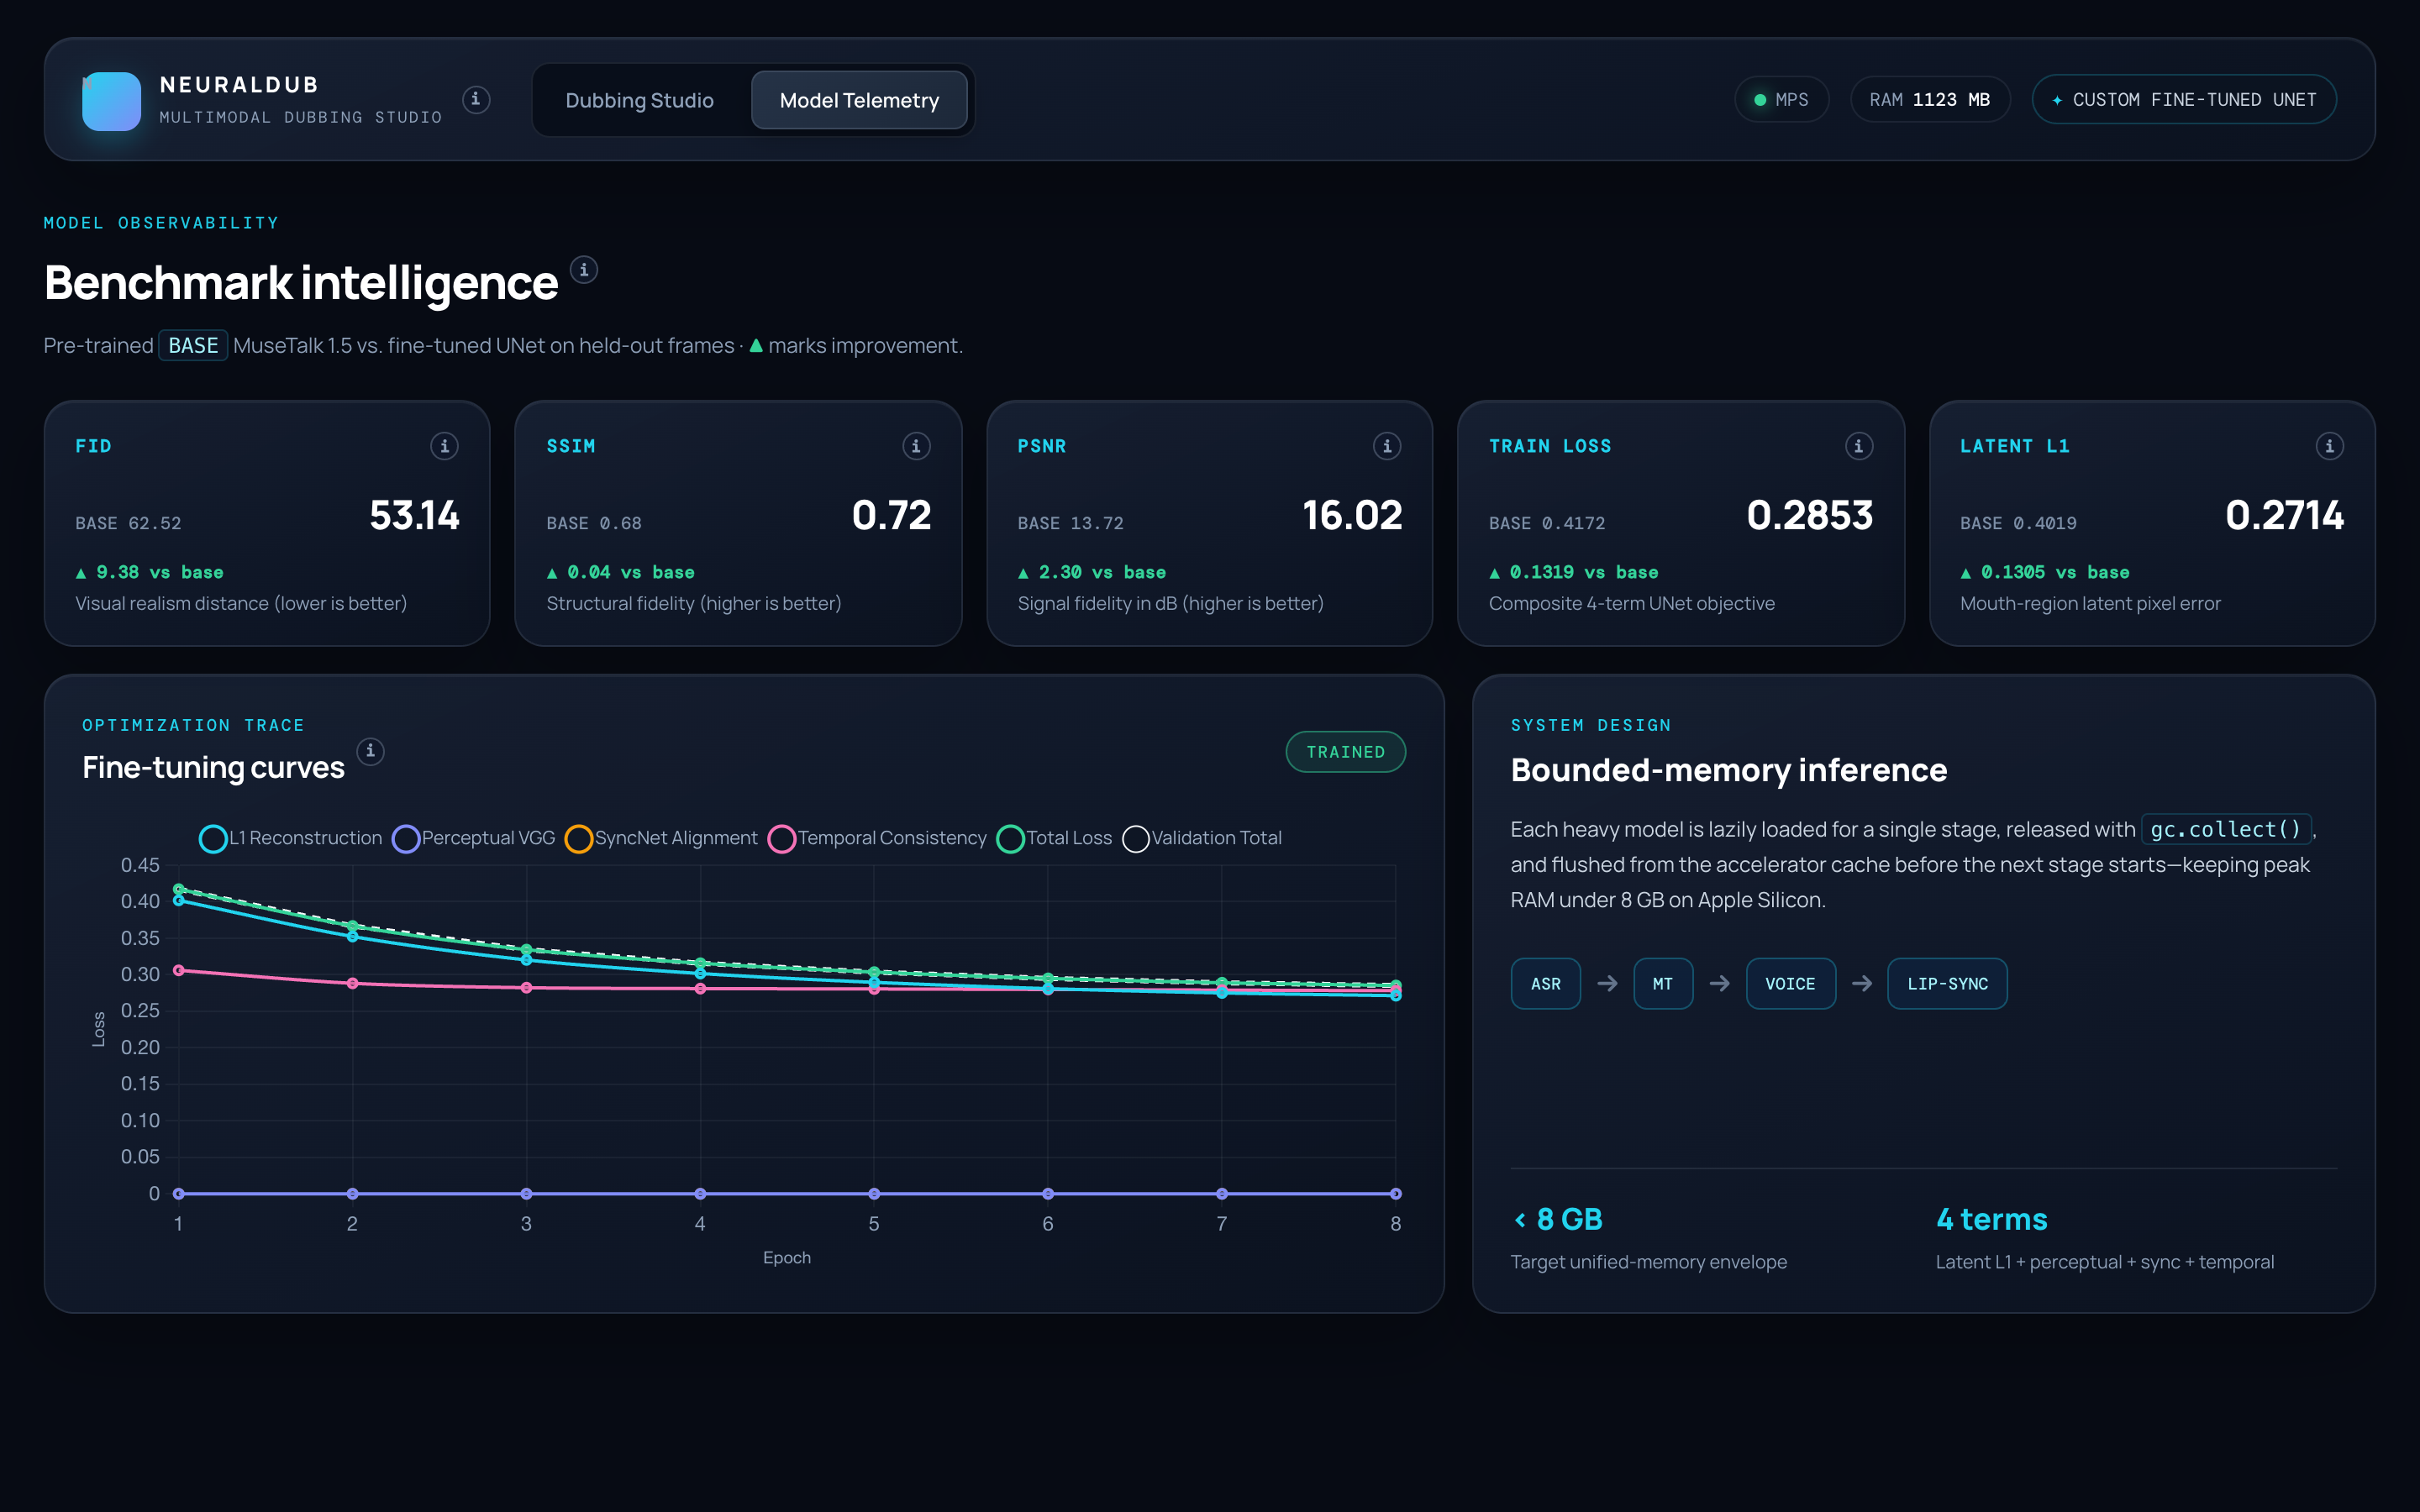 NEURALDUB
MULTIMODAL DUBBING STUDIO
i
Dubbing Studio
Model Telemetry
MPS
RAM 1123 MB
✦ CUSTOM FINE-TUNED UNET
MODEL OBSERVABILITY
Benchmark intelligence i
Pre-trained BASE MuseTalk 1.5 vs. fine-tuned UNet on held-out frames · ▲ marks improvement.
FID i
BASE 62.52 53.14
▲ 9.38 vs base
Visual realism distance (lower is better)
SSIM i
BASE 0.68 0.72
▲ 0.04 vs base
Structural fidelity (higher is better)
PSNR i
BASE 13.72 16.02
▲ 2.30 vs base
Signal fidelity in dB (higher is better)
TRAIN LOSS i
BASE 0.4172 0.2853
▲ 0.1319 vs base
Composite 4-term UNet objective
LATENT L1 i
BASE 0.4019 0.2714
▲ 0.1305 vs base
Mouth-region latent pixel error
OPTIMIZATION TRACE
Fine-tuning curves i
TRAINED
L1 Reconstruction Perceptual VGG SyncNet Alignment Temporal Consistency Total Loss Validation Total
0.45
0.40
0.35
0.30
0.25
0.20
0.15
0.10
0.05
0
Loss
1 2 3 4 5 6 7 8
Epoch
SYSTEM DESIGN
Bounded-memory inference
Each heavy model is lazily loaded for a single stage, released with gc.collect(),
and flushed from the accelerator cache before the next stage starts—keeping peak
RAM under 8 GB on Apple Silicon.
ASR → MT → VOICE → LIP-SYNC
< 8 GB
Target unified-memory envelope
4 terms
Latent L1 + perceptual + sync + temporal